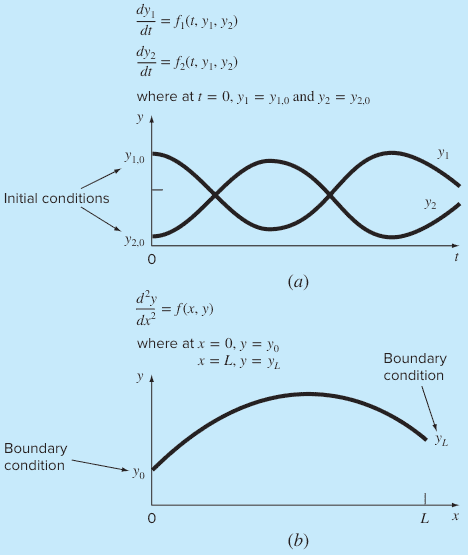 dy₁/dt = f₁(t, y₁, y₂)
dy₂/dt = f₂(t, y₁, y₂)
where at t = 0, y₁ = y₁,₀ and y₂ = y₂,₀
y
y₁,₀
y₁
Initial conditions
y₂
y₂,₀
0
t
(a)
d²y/dx² = f(x, y)
where at x = 0, y = y₀
x = L, y = y_L
y
Boundary
condition
y_L
Boundary
condition
y₀
0
L
x
(b)